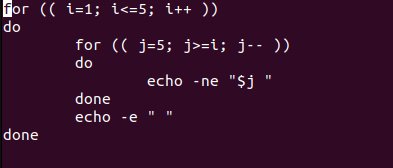 for (( i=1; i<=5; i++ ))
do
        for (( j=5; j>=i; j-- ))
        do
                echo -ne "$j "
        done
        echo -e " "
done